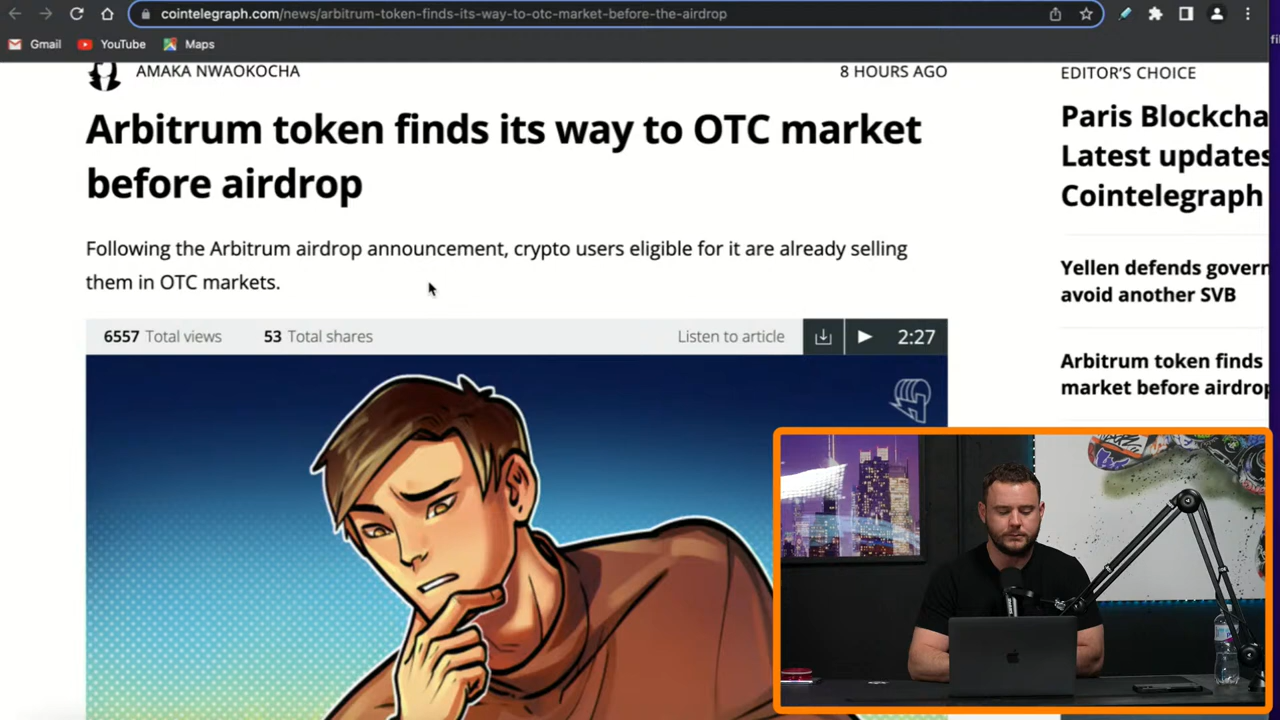 cointelegraph.com/news/arbitrum-token-finds-its-way-to-otc-market-before-the-airdrop
Gmail YouTube Maps
AMAKA NWAOKOCHA
8 HOURS AGO
Arbitrum token finds its way to OTC market
before airdrop
Following the Arbitrum airdrop announcement, crypto users eligible for it are already selling
them in OTC markets.
6557 Total views 53 Total shares Listen to article 2:27
EDITOR'S CHOICE
Paris Blockcha
Latest updates
Cointelegraph
Yellen defends govern
avoid another SVB
Arbitrum token finds
market before airdrop